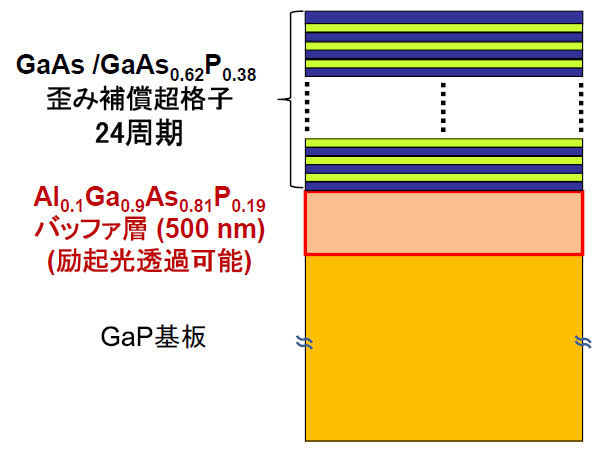 GaAs /GaAs0.62P0.38
歪み補償超格子
24周期
Al0.1Ga0.9As0.81P0.19
バッファ層 (500 nm)
(励起光透過可能)
GaP基板